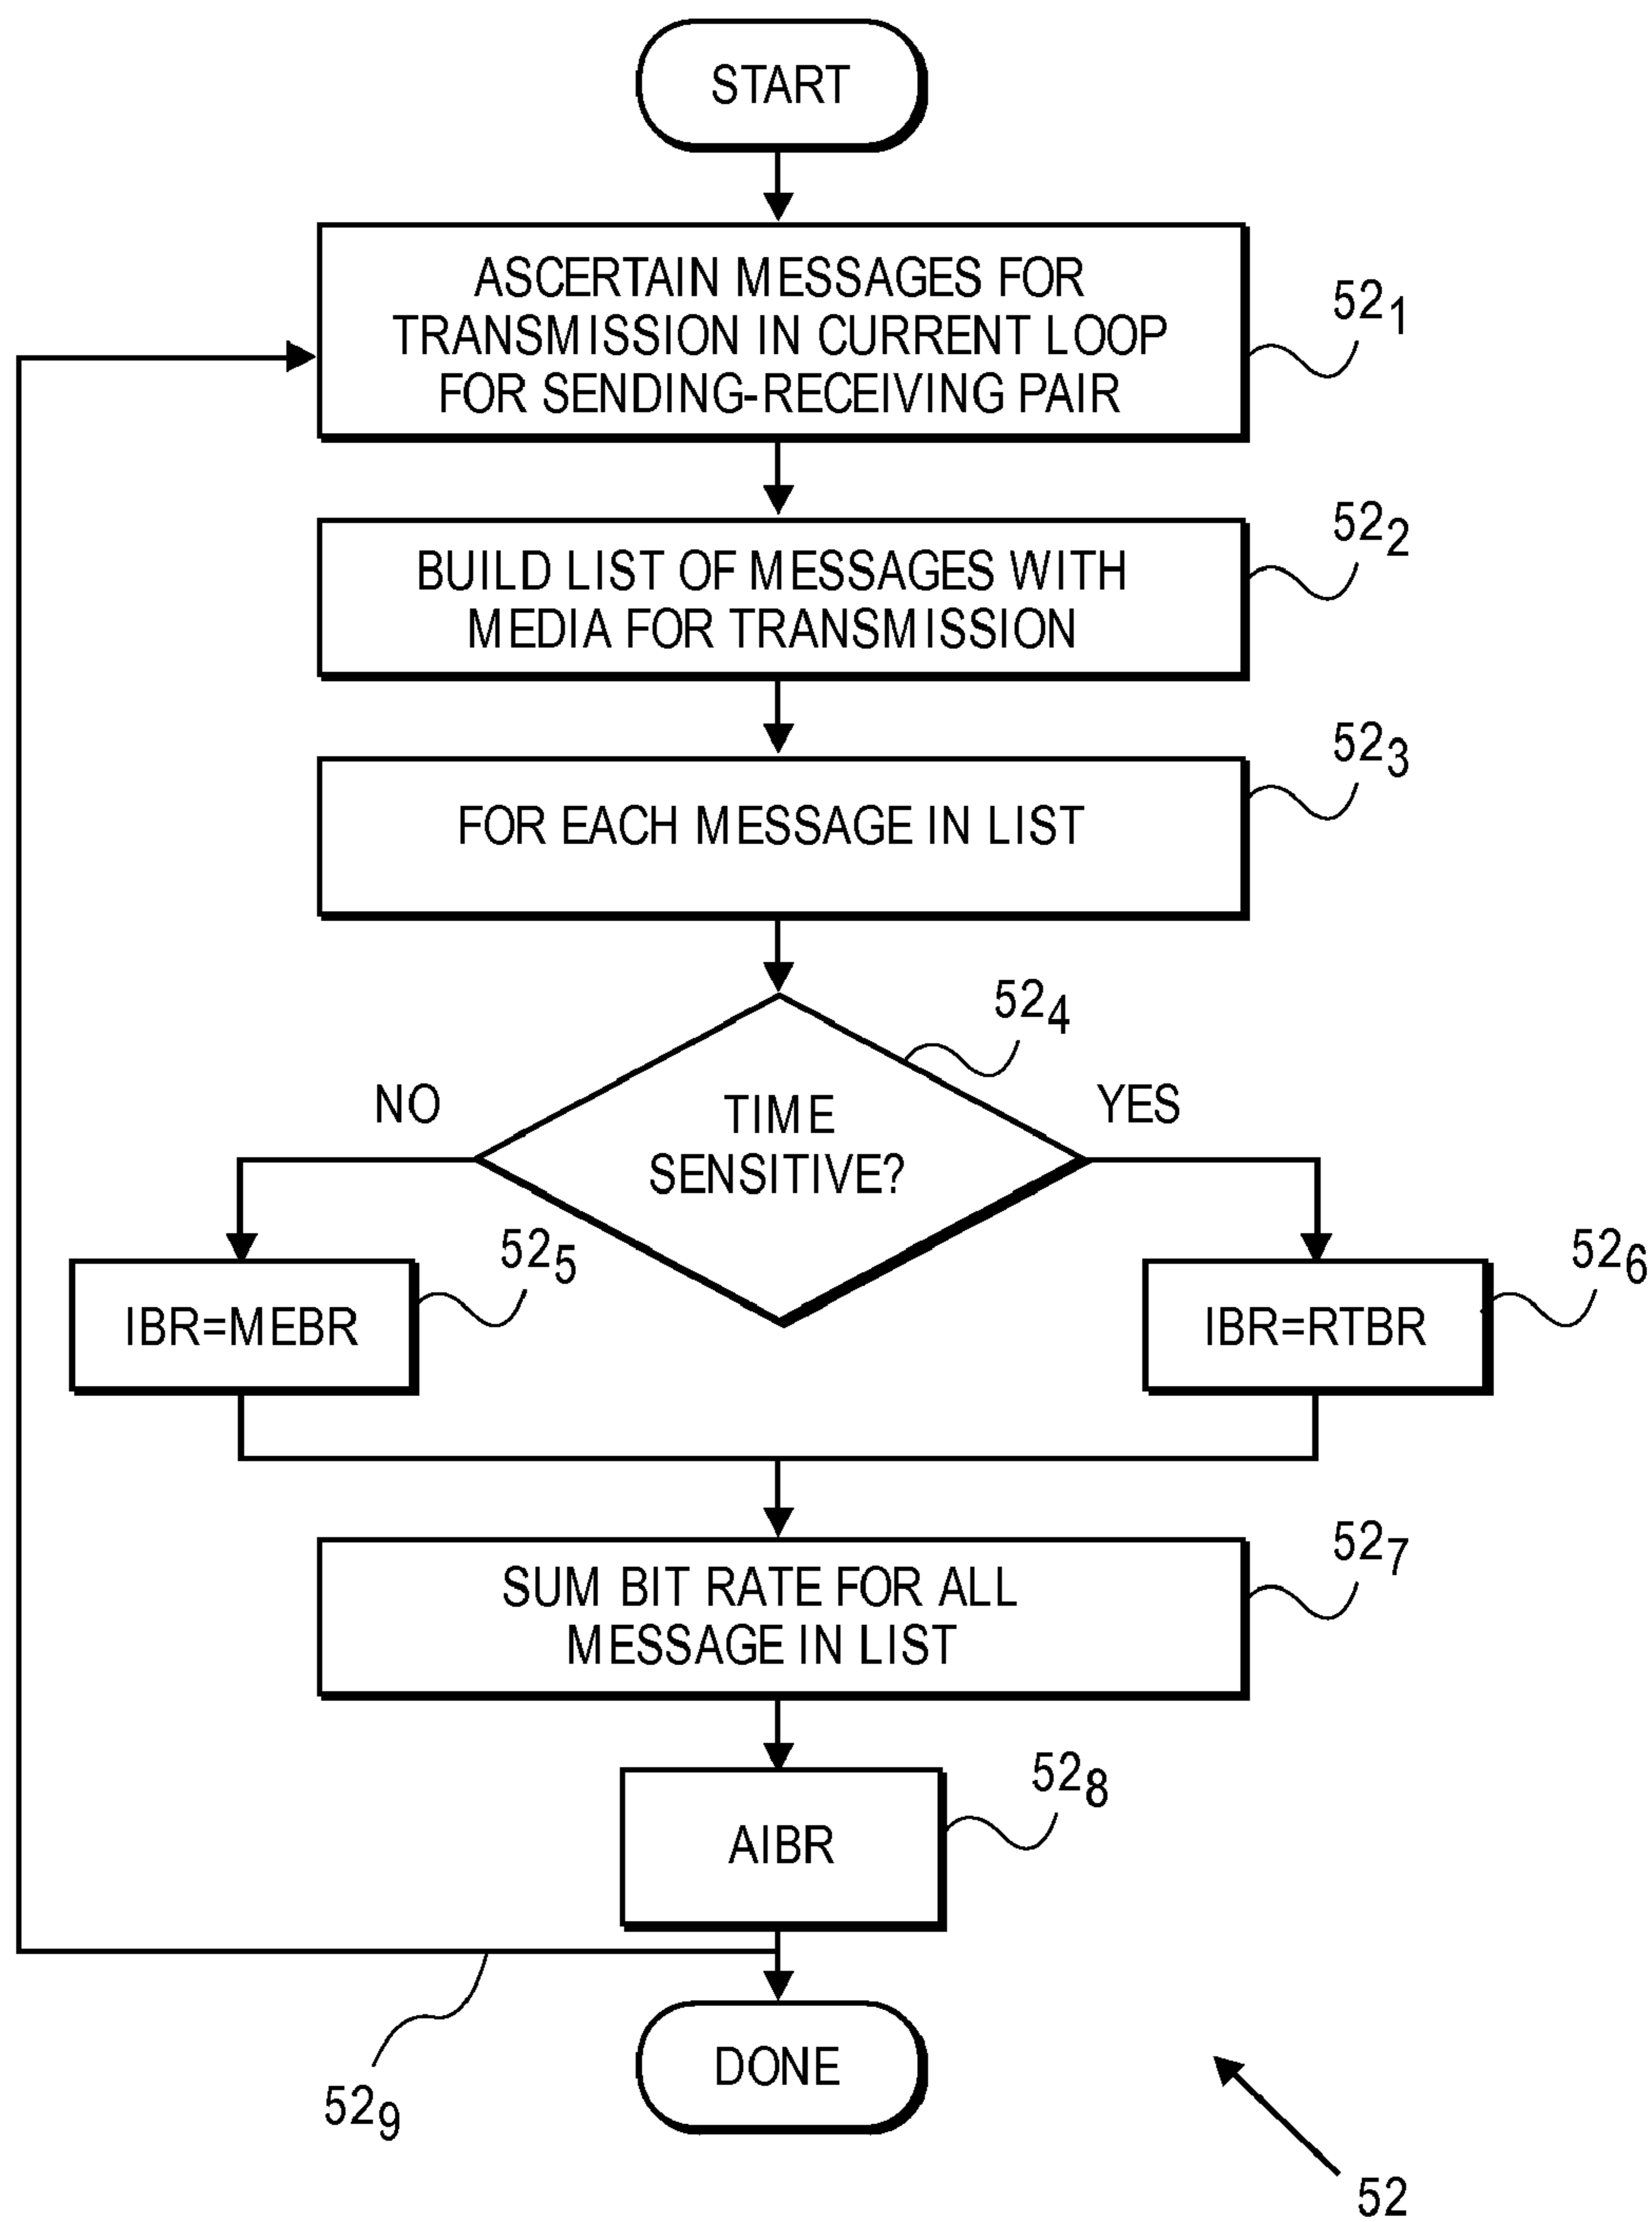 START
ASCERTAIN MESSAGES FOR
TRANSMISSION IN CURRENT LOOP
FOR SENDING-RECEIVING PAIR
52₁
BUILD LIST OF MESSAGES WITH
MEDIA FOR TRANSMISSION
52₂
FOR EACH MESSAGE IN LIST
52₃
52₄
NO
TIME
SENSITIVE?
YES
IBR=MEBR
52₅
IBR=RTBR
52₆
SUM BIT RATE FOR ALL
MESSAGE IN LIST
52₇
AIBR
52₈
DONE
52₉
52